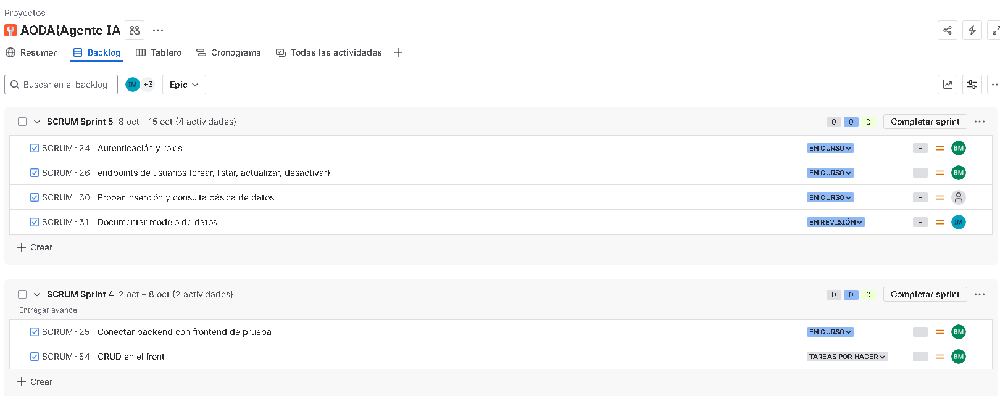 Proyectos
AODA(Agente IA
Resumen Backlog Tablero Cronograma Todas las actividades
Buscar en el backlog IM +3 Epic
SCRUM Sprint 5 8 oct – 15 oct (4 actividades) 0 0 0 Completar sprint
SCRUM-24 Autenticación y roles EN CURSO - BM
SCRUM-26 endpoints de usuarios (crear, listar, actualizar, desactivar) EN CURSO - BM
SCRUM-30 Probar inserción y consulta básica de datos EN CURSO -
SCRUM-31 Documentar modelo de datos EN REVISIÓN - IM
Crear
SCRUM Sprint 4 2 oct – 8 oct (2 actividades) 0 0 0 Completar sprint
Entregar avance
SCRUM-25 Conectar backend con frontend de prueba EN CURSO - BM
SCRUM-54 CRUD en el front TAREAS POR HACER - BM
Crear